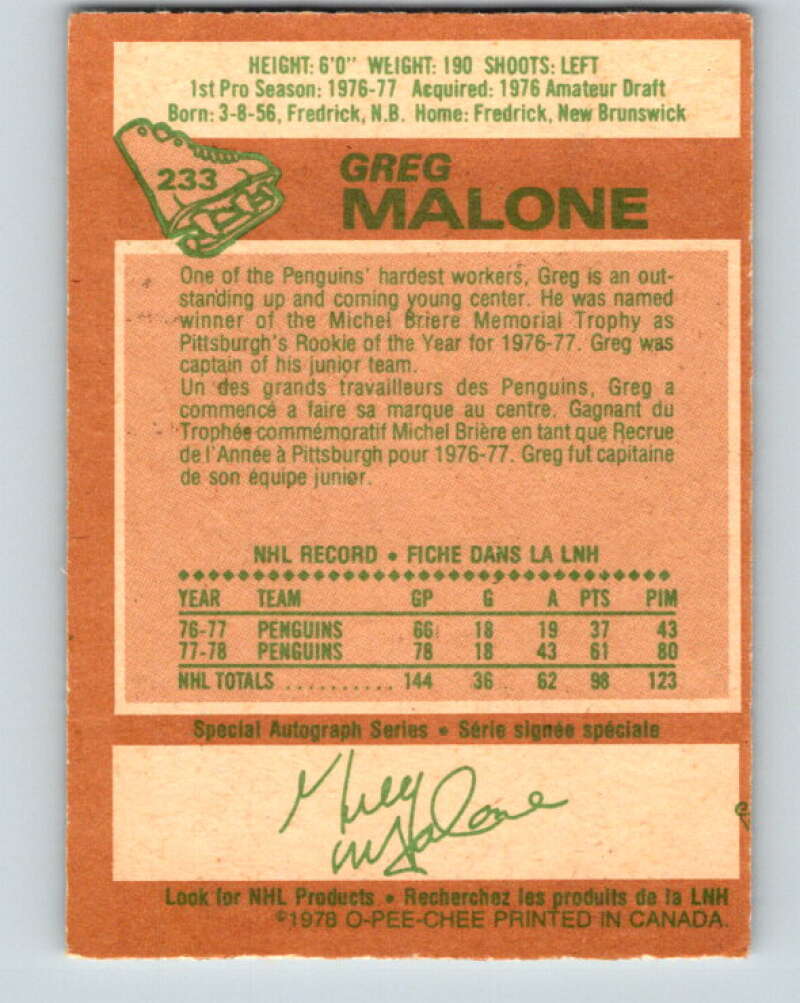 HEIGHT: 6'0" WEIGHT: 190 SHOOTS: LEFT
1st Pro Season: 1976-77 Acquired: 1976 Amateur Draft
Born: 3-8-56, Fredrick, N.B. Home: Fredrick, New Brunswick
233
GREG
MALONE
One of the Penguins' hardest workers, Greg is an out-
standing up and coming young center. He was named
winner of the Michel Briere Memorial Trophy as
Pittsburgh's Rookie of the Year for 1976-77. Greg was
captain of his junior team.
Un des grands travailleurs des Penguins, Greg a
commencé a faire sa marque au centre. Gagnant du
Trophée commémoratif Michel Brière en tant que Recrue
de l'Année à Pittsburgh pour 1976-77. Greg fut capitaine
de son équipe junior.
NHL RECORD • FICHE DANS LA LNH
YEAR TEAM GP G A PTS PIM
76-77 PENGUINS 66 18 19 37 43
77-78 PENGUINS 78 18 43 61 80
NHL TOTALS .......... 144 36 62 98 123
Special Autograph Series • Série signée spéciale
Greg
Malone
Look for NHL Products • Recherchez les produits de la LNH
©1978 O-PEE-CHEE PRINTED IN CANADA.